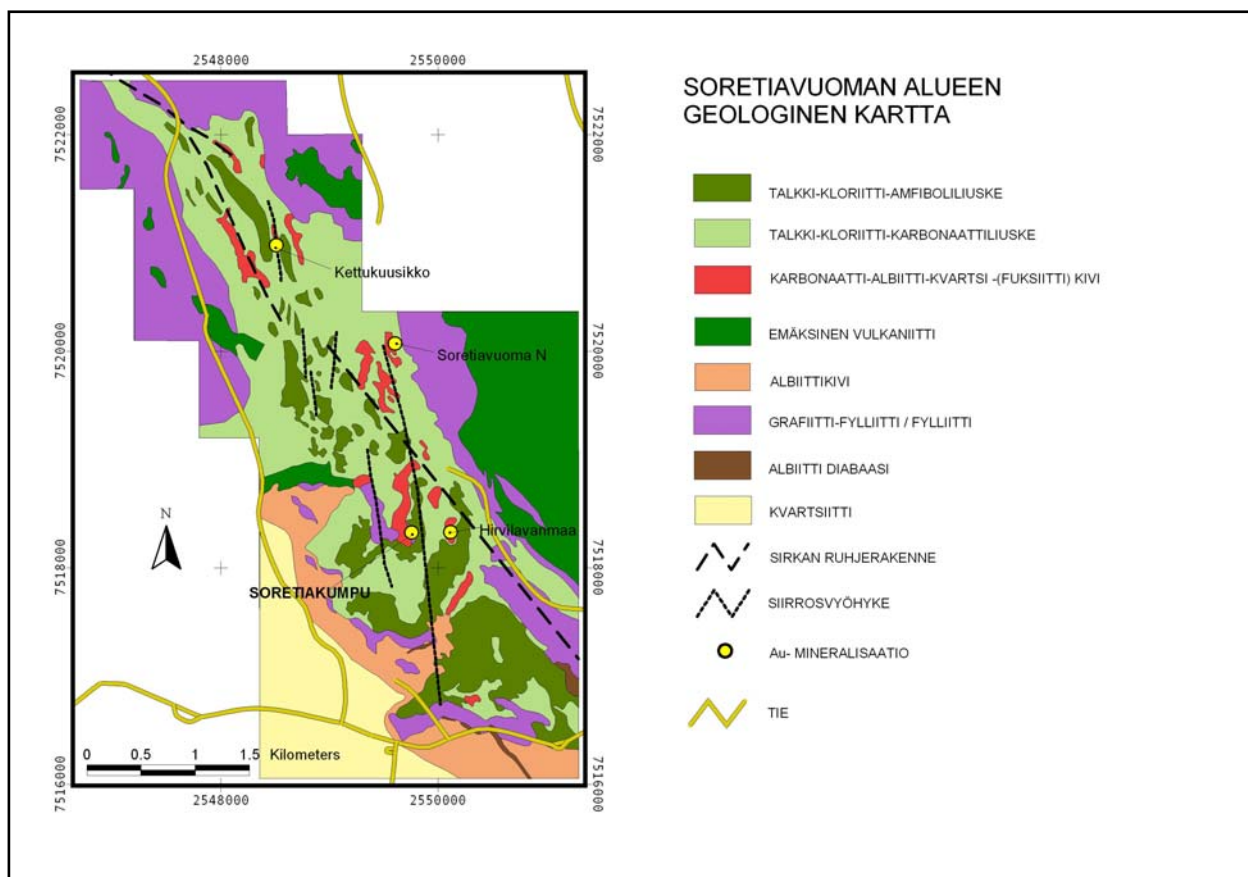 2548000
2550000
7522000
7522000
Kettukuusikko
7520000
7520000
Soretiavuoma N
N
Hirvilavanmaa
7518000
7518000
SORETIAKUMPU
0 0.5 1 1.5 Kilometers
7516000
7516000
2548000
2550000
SORETIAVUOMAN ALUEEN
GEOLOGINEN KARTTA
TALKKI-KLORIITTI-AMFIBOLILIUSKE
TALKKI-KLORIITTI-KARBONAATTILIUSKE
KARBONAATTI-ALBIITTI-KVARTSI -(FUKSIITTI) KIVI
EMÄKSINEN VULKANIITTI
ALBIITTIKIVI
GRAFIITTI-FYLLIITTI / FYLLIITTI
ALBIITTI DIABAASI
KVARTSIITTI
SIRKAN RUHJERAKENNE
SIIRROSVYÖHYKE
Au- MINERALISAATIO
TIE